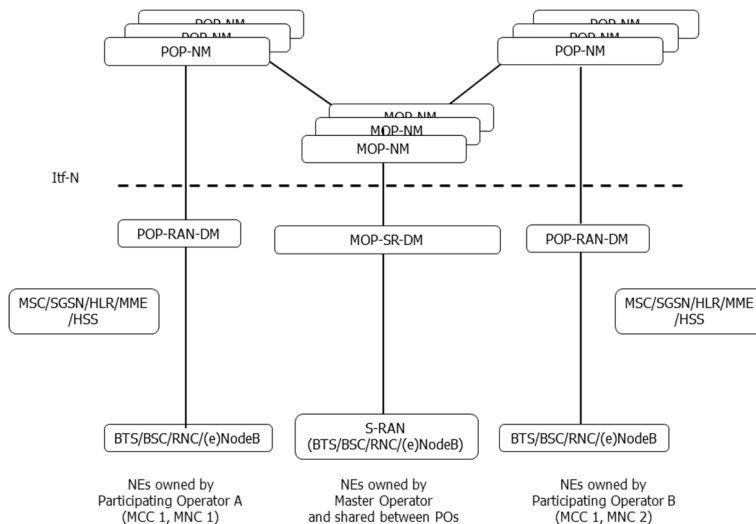 POP-NM
POP-NM
POP-NM
POP-NM
POP-NM
POP-NM
MOP-NM
MOP-NM
MOP-NM
Itf-N
POP-RAN-DM
MOP-SR-DM
POP-RAN-DM
MSC/SGSN/HLR/MME
/HSS
MSC/SGSN/HLR/MME
/HSS
BTS/BSC/RNC/(e)NodeB
S-RAN
(BTS/BSC/RNC/(e)NodeB)
BTS/BSC/RNC/(e)NodeB
NEs owned by
Participating Operator A
(MCC 1, MNC 1)
NEs owned by
Master Operator
and shared between POs
NEs owned by
Participating Operator B
(MCC 1, MNC 2)